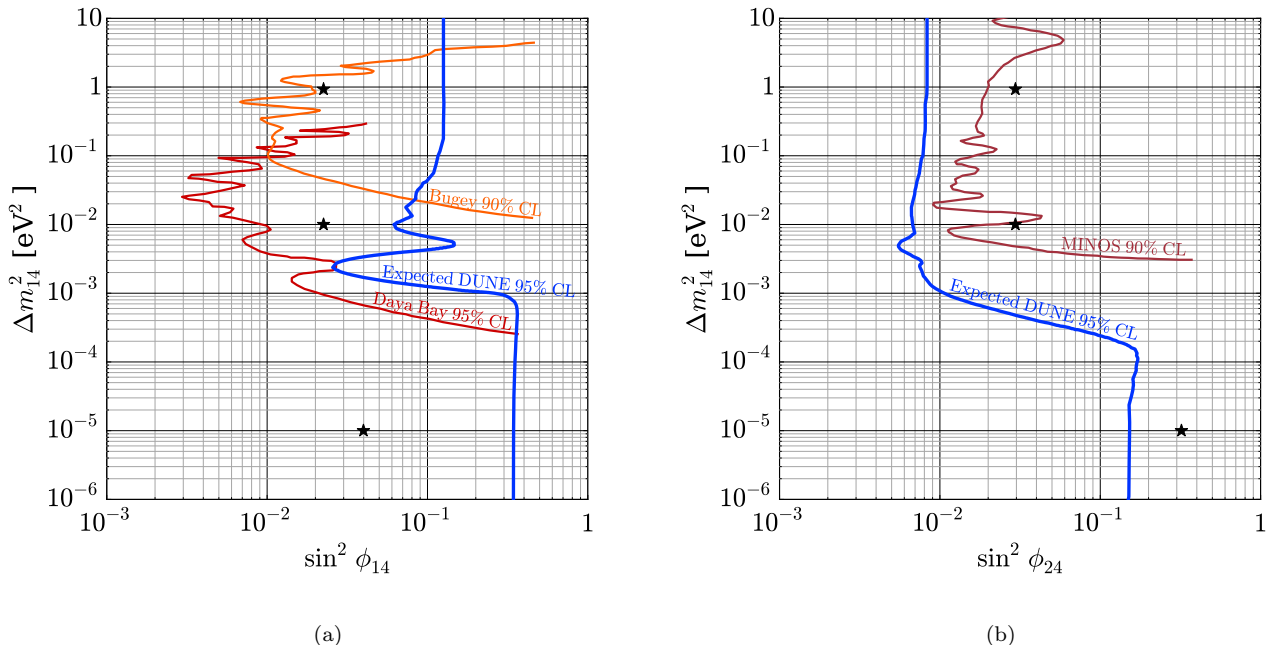 10
1
10⁻¹
10⁻²
10⁻³
10⁻⁴
10⁻⁵
10⁻⁶
Δm²₁₄ [eV²]
Bugey 90% CL
Expected DUNE 95% CL
Daya Bay 95% CL
10⁻³ 10⁻² 10⁻¹ 1
sin² ϕ₁₄
(a)
10
1
10⁻¹
10⁻²
10⁻³
10⁻⁴
10⁻⁵
10⁻⁶
Δm²₁₄ [eV²]
MINOS 90% CL
Expected DUNE 95% CL
10⁻³ 10⁻² 10⁻¹ 1
sin² ϕ₂₄
(b)